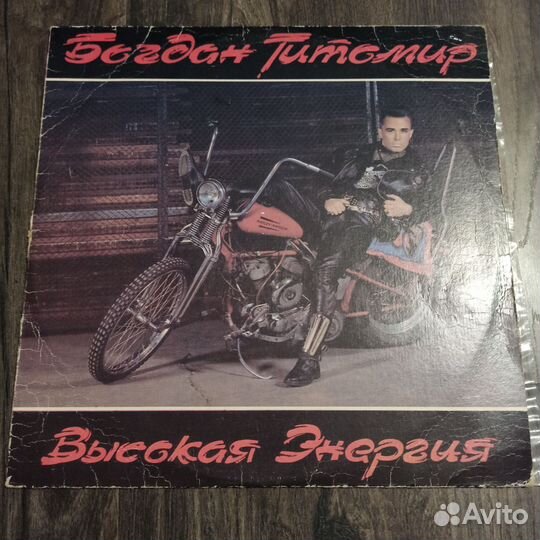 Богдан Титомир
Высокая Энергия
Avito